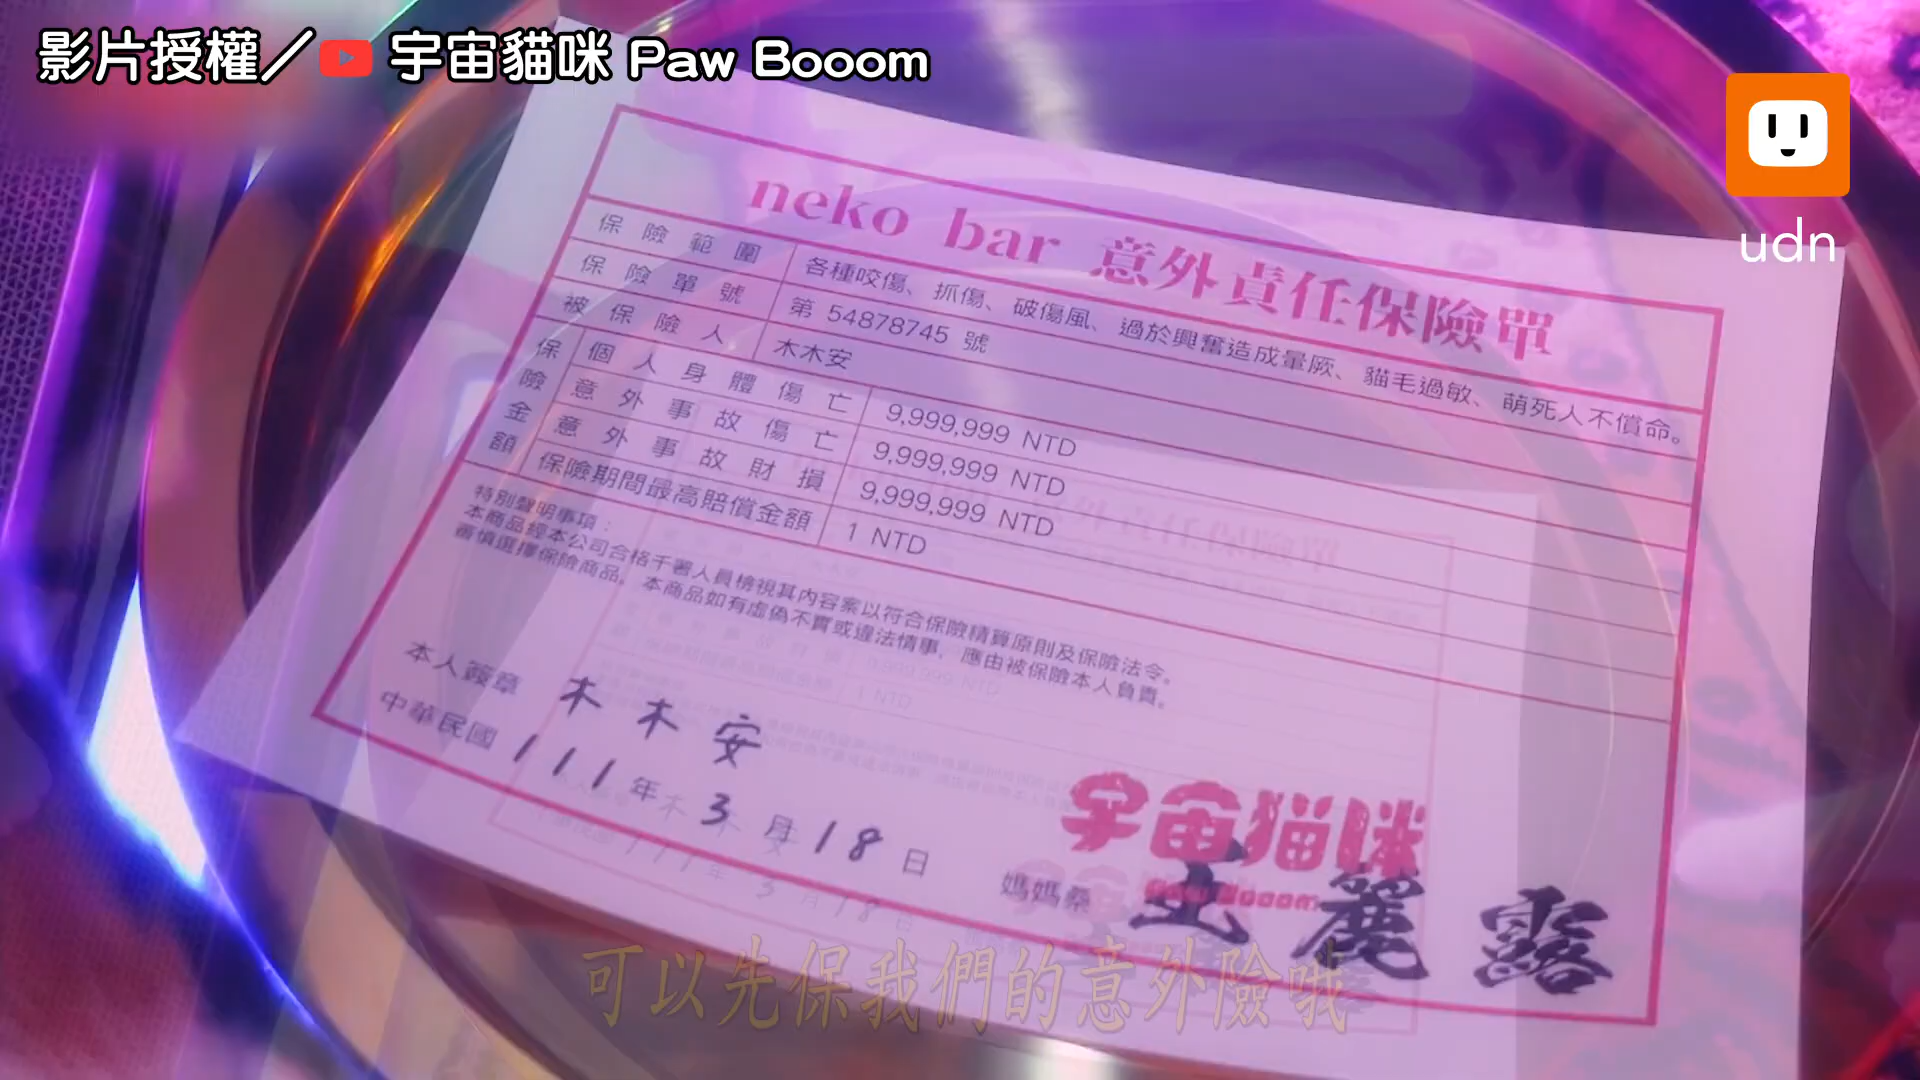 影片授權／ 宇宙貓咪 Paw Booom
udn
neko bar 意外責任保險單
保險範圍 各種咬傷、抓傷、破傷風、過於興奮造成暈厥、貓毛過敏、萌死人不償命。
保險單號 第 54878745 號
被保險人 木木安
保險金額 個人身體傷亡 9,999,999 NTD
意外事故傷亡 9,999,999 NTD
意外事故財損 9,999,999 NTD
保險期間最高賠償金額 1 NTD
特別聲明事項：
本商品經本公司合格干署人員檢視其內容案以符合保險精算原則及保險法令。
審慎選擇保險商品。本商品如有虛偽不實或違法情事，應由被保險本人負責。
本人簽章 木木安
中華民國 111 年 3 月 18 日
宇宙貓咪
Paw Booom
媽媽桑 麗露
可以先保我們的意外險哦